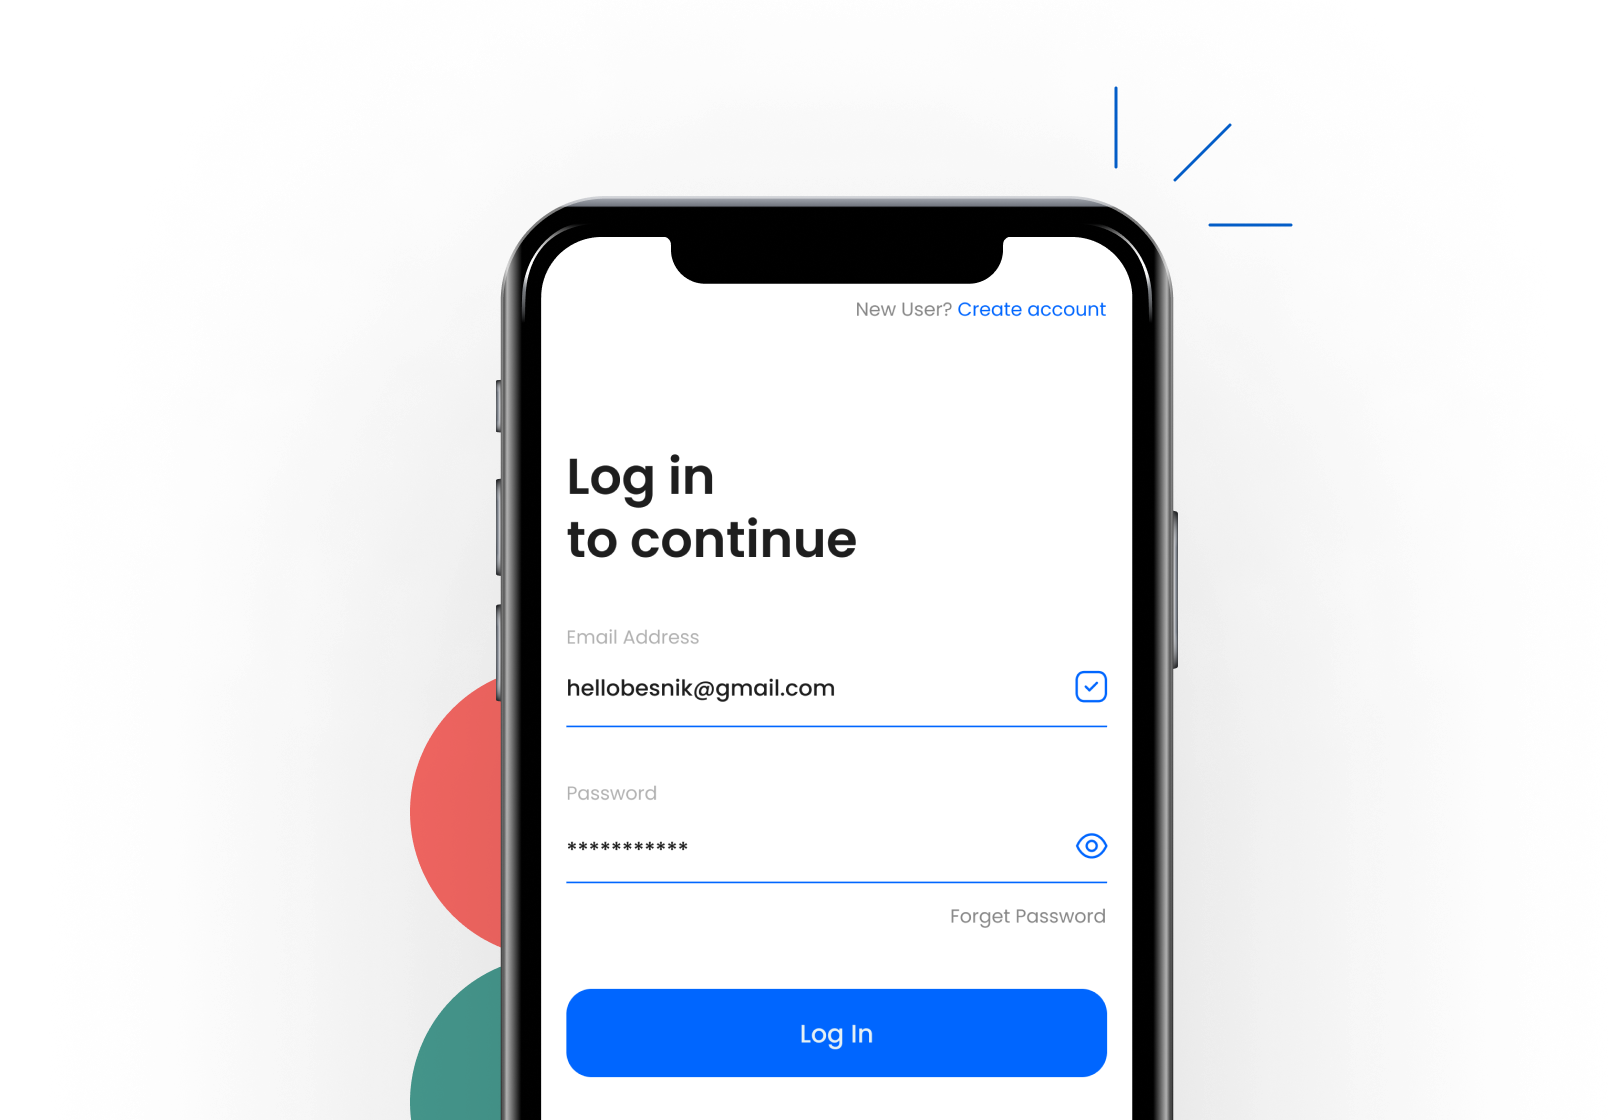 New User? Create account
Log in
to continue
Email Address
hellobesnik@gmail.com
Password
***********
Forget Password
Log In